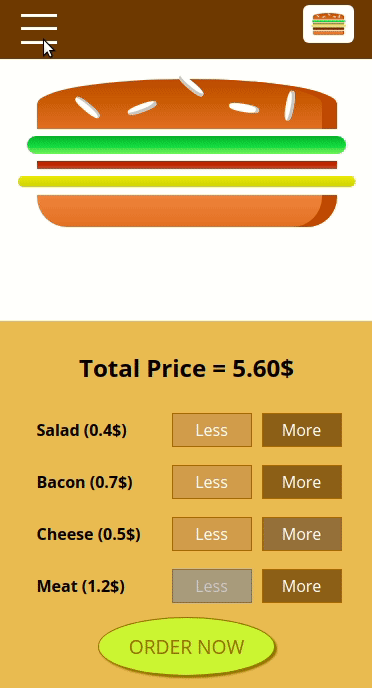 Total Price = 5.60$
Salad (0.4$) Less More
Bacon (0.7$) Less More
Cheese (0.5$) Less More
Meat (1.2$) Less More
ORDER NOW